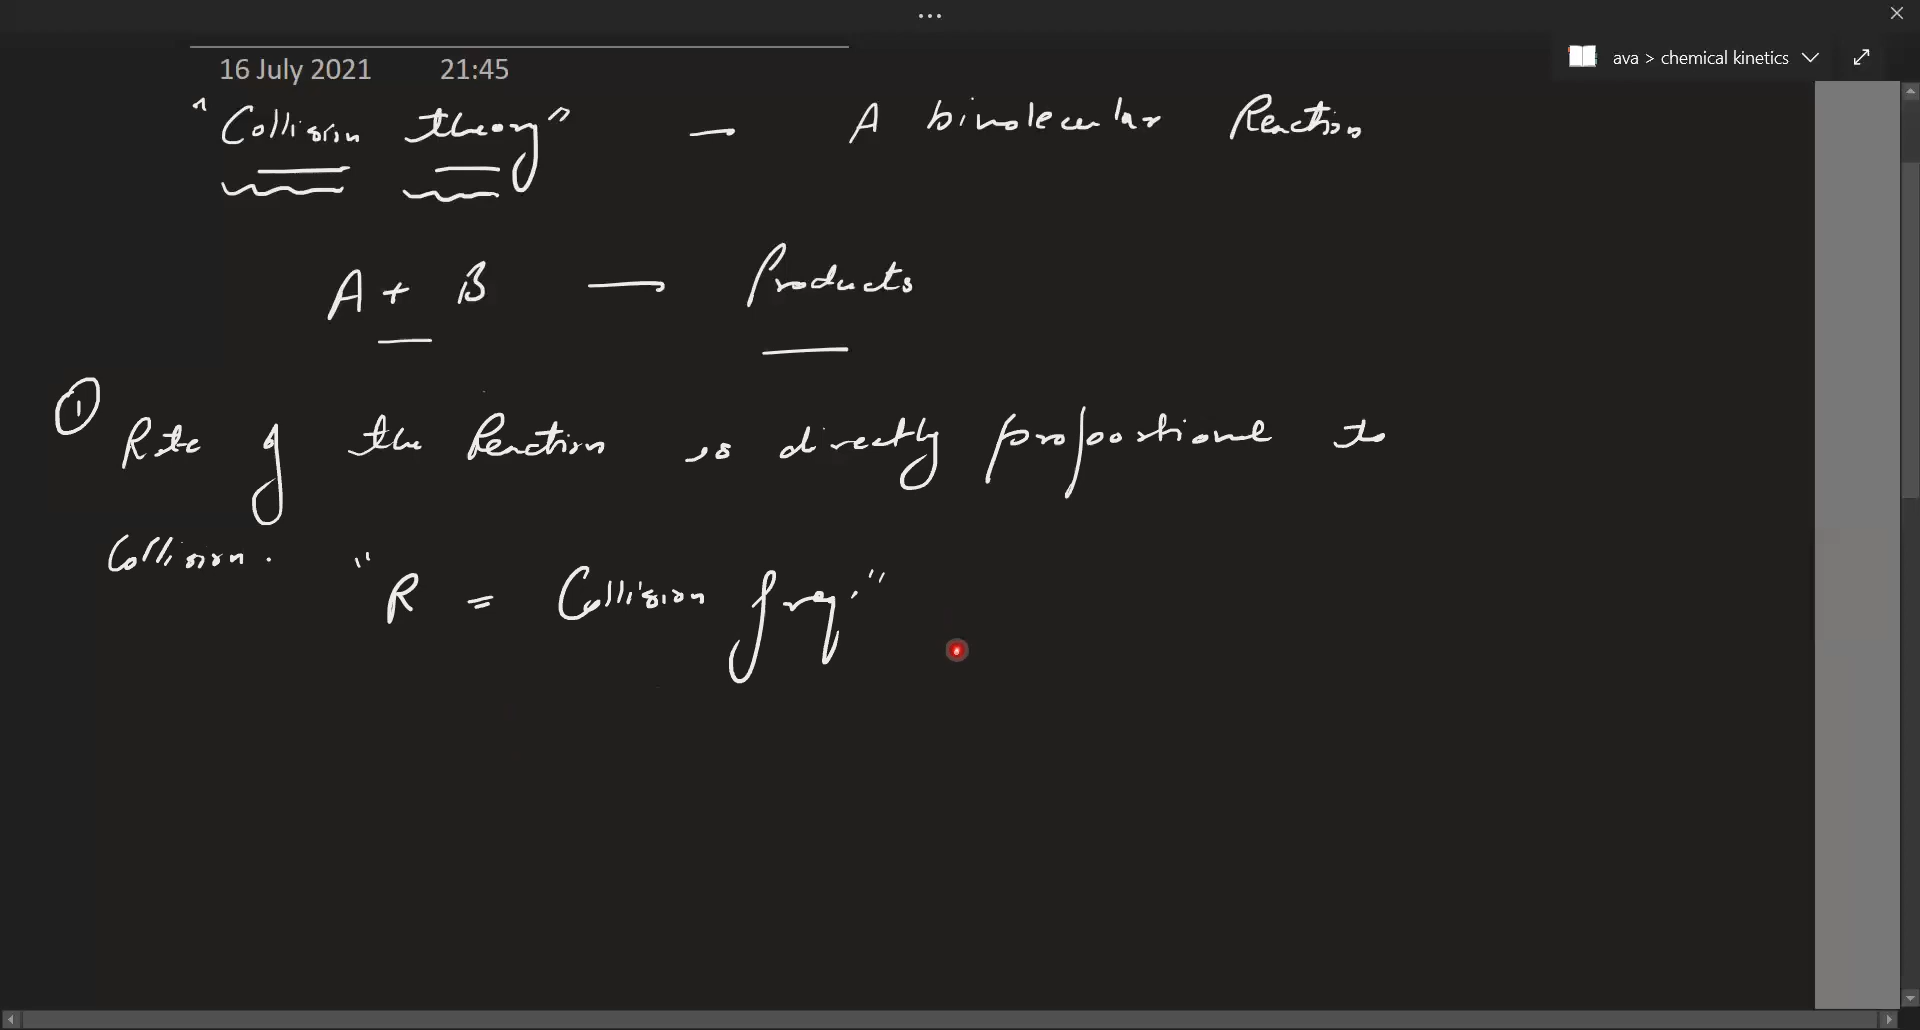 ava > chemical kinetics
16 July 2021 21:45
"Collision theory" — A bimolecular Reaction
A + B — Products
① Rate of the Reaction is directly proportional to
Collision. "R = Collision freq."